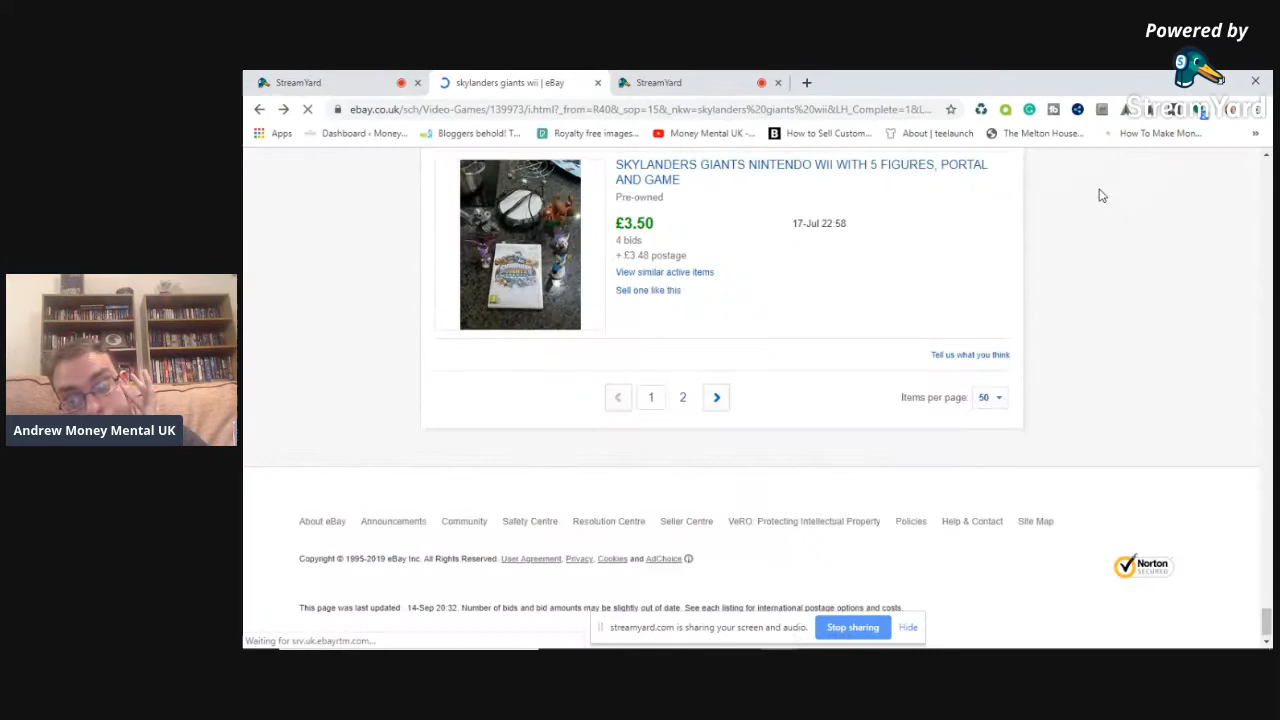 Powered by
StreamYard
StreamYard
skylanders giants wii | eBay
StreamYard
ebay.co.uk/sch/Video-Games/139973/i.html?_from=R40&_sop=15&_nkw=skylanders%20giants%20wii&LH_Complete=1&L...
Apps
Dashboard ‹ Money...
Bloggers behold! T...
Royalty free images...
Money Mental UK -...
How to Sell Custom...
About | teelaunch
The Melton House...
How To Make Mon...
»
SKYLANDERS GIANTS NINTENDO WII WITH 5 FIGURES, PORTAL
AND GAME
Pre-owned
£3.50
17-Jul 22:58
4 bids
+ £3.48 postage
View similar active items
Sell one like this
Tell us what you think
1 2
Items per page: 50
Andrew Money Mental UK
About eBay Announcements Community Safety Centre Resolution Centre Seller Centre VeRO: Protecting Intellectual Property Policies Help & Contact Site Map
Copyright © 1995-2019 eBay Inc. All Rights Reserved. User Agreement, Privacy, Cookies and AdChoice
Norton
SECURED
This page was last updated 14-Sep 20:32. Number of bids and bid amounts may be slightly out of date. See each listing for international postage options and costs.
streamyard.com is sharing your screen and audio.
Stop sharing
Hide
Waiting for srv.uk.ebayrtm.com...